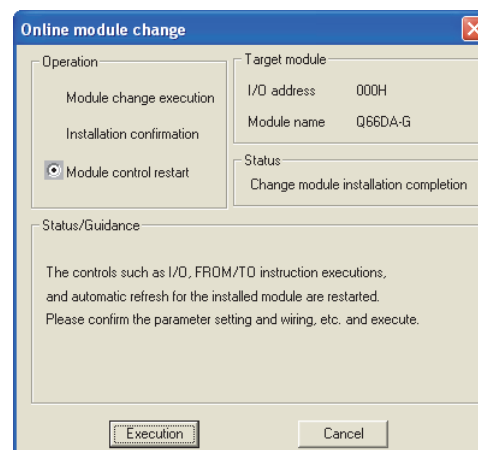 Online module change
Operation
Module change execution
Installation confirmation
Module control restart
Target module
I/O address 000H
Module name Q66DA-G
Status
Change module installation completion
Status/Guidance
The controls such as I/O, FROM/TO instruction executions,
and automatic refresh for the installed module are restarted.
Please confirm the parameter setting and wiring, etc. and execute.
Execution Cancel